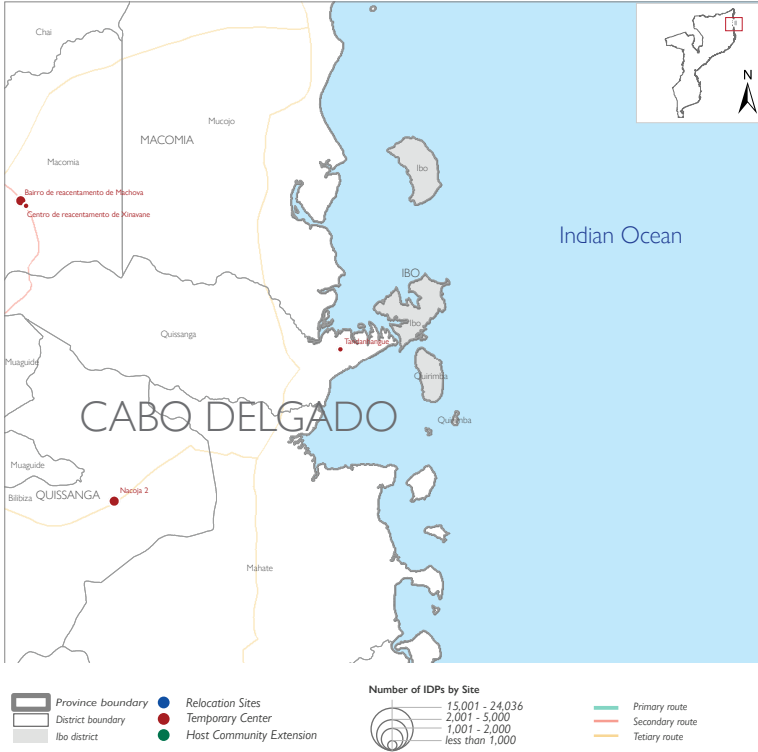 Chai
N
Mucojo
MACOMIA
Macomia
Ibo
Bairro de reacentamento de Machova
Centro de reacentamento de Xinavane
Indian Ocean
IBO
Ibo
Quissanga
Tandanhangue
Muaguide
Quirimba
CABO DELGADO
Quirimba
Muaguide
Nacoja 2
Bilibiza
QUISSANGA
Mahate
Province boundary
District boundary
Ibo district
Relocation Sites
Temporary Center
Host Community Extension
Number of IDPs by Site
15,001 - 24,036
2,001 - 5,000
1,001 - 2,000
less than 1,000
Primary route
Secondary route
Tetiary route